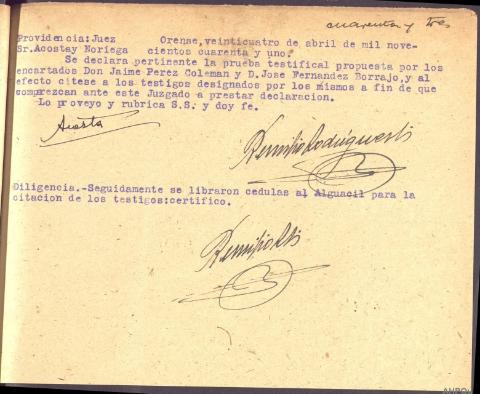 cuarenta y tres
Providencia:Juez Orense,veinticuatro de abril de mil nove-
Sr.Acostay Noriega cientos cuarenta y uno.
Se declara pertinente la prueba testifical propuesta por los
encartados Don Jaime Perez Coleman y D.Jose Fernandez Borrajo,y al
efecto citese a los testigos designados por los mismos a fin de que
comprezcan ante este Juzgado a prestar declaracion.
Lo proveyo y rubrica S.S. y doy fe.
Acosta
Diligencia.-Seguidamente se libraron cedulas al Alguacil para la
citacion de los testigos:certifico.